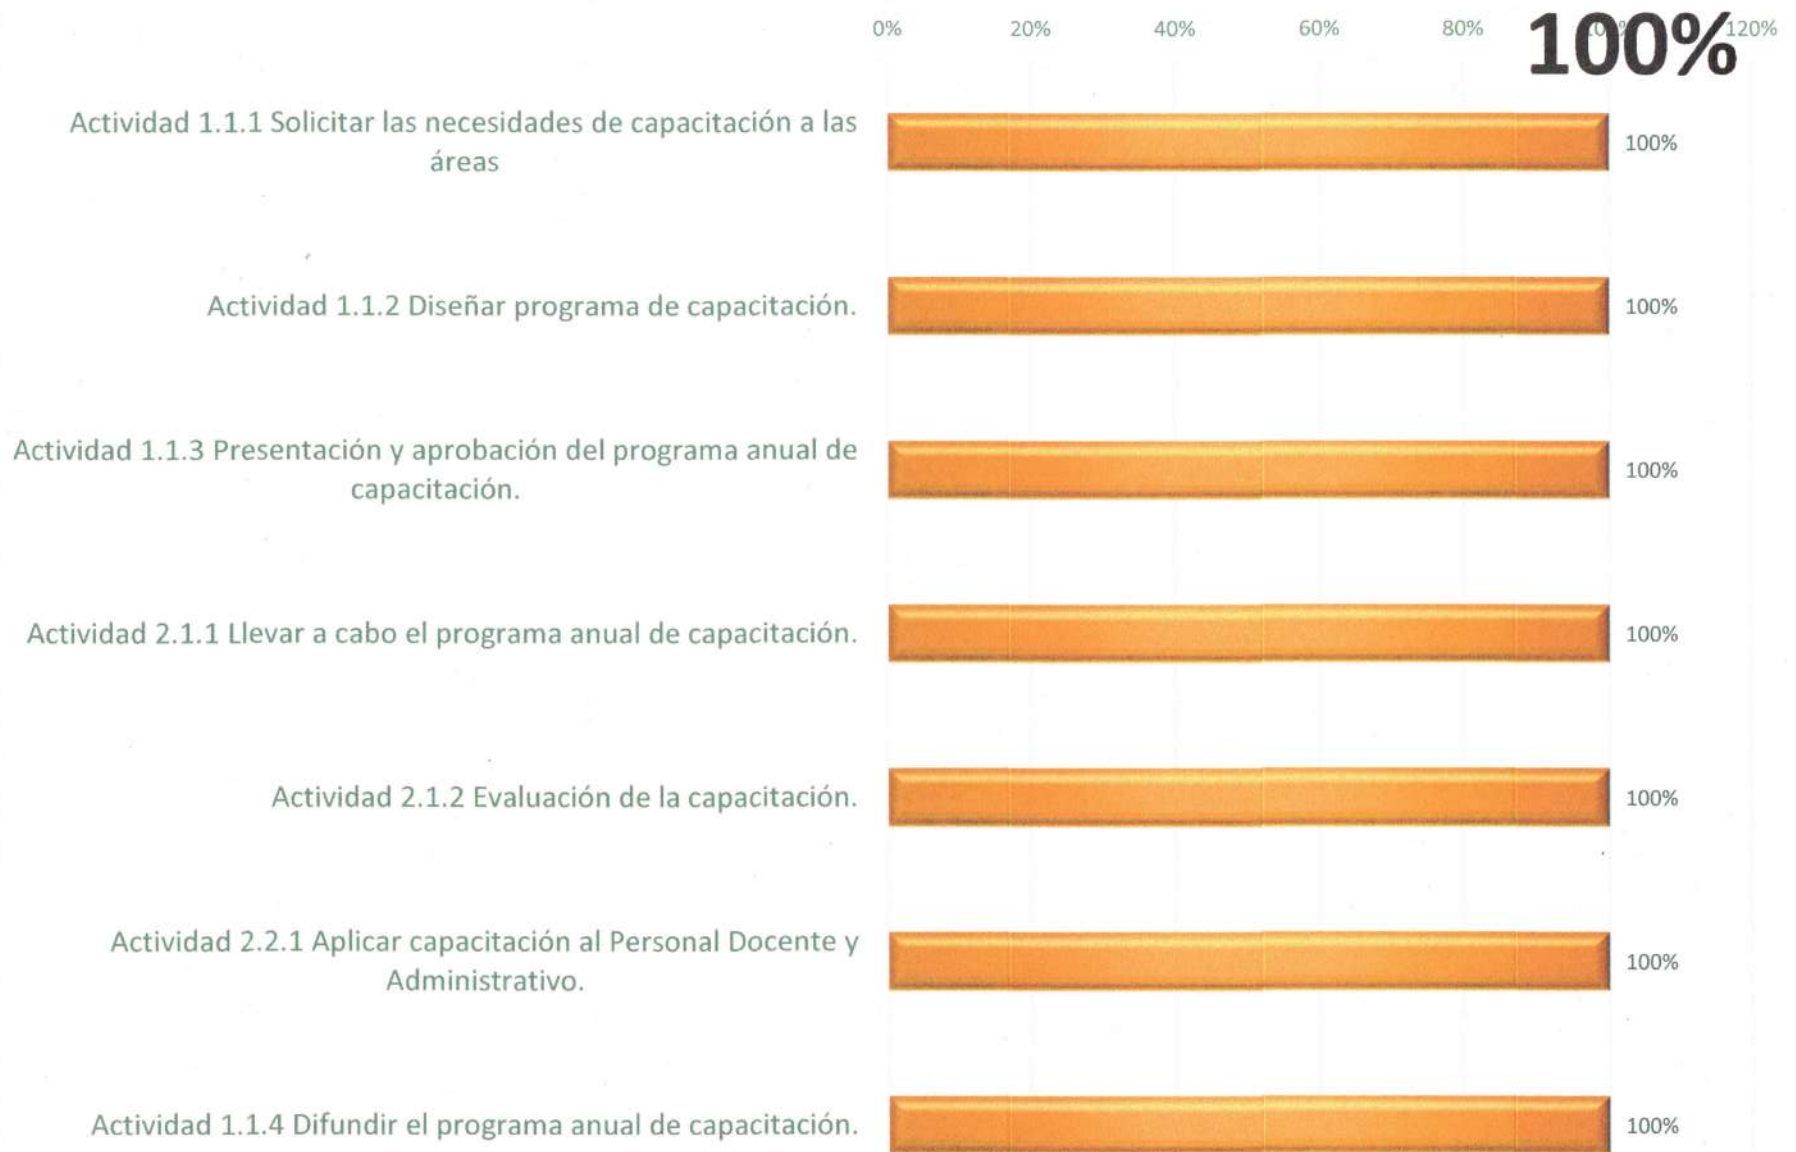 0% 20% 40% 60% 80% 100% 120%
100%
Actividad 1.1.1 Solicitar las necesidades de capacitación a las
áreas
100%
Actividad 1.1.2 Diseñar programa de capacitación.
100%
Actividad 1.1.3 Presentación y aprobación del programa anual de
capacitación.
100%
Actividad 2.1.1 Llevar a cabo el programa anual de capacitación.
100%
Actividad 2.1.2 Evaluación de la capacitación.
100%
Actividad 2.2.1 Aplicar capacitación al Personal Docente y
Administrativo.
100%
Actividad 1.1.4 Difundir el programa anual de capacitación.
100%